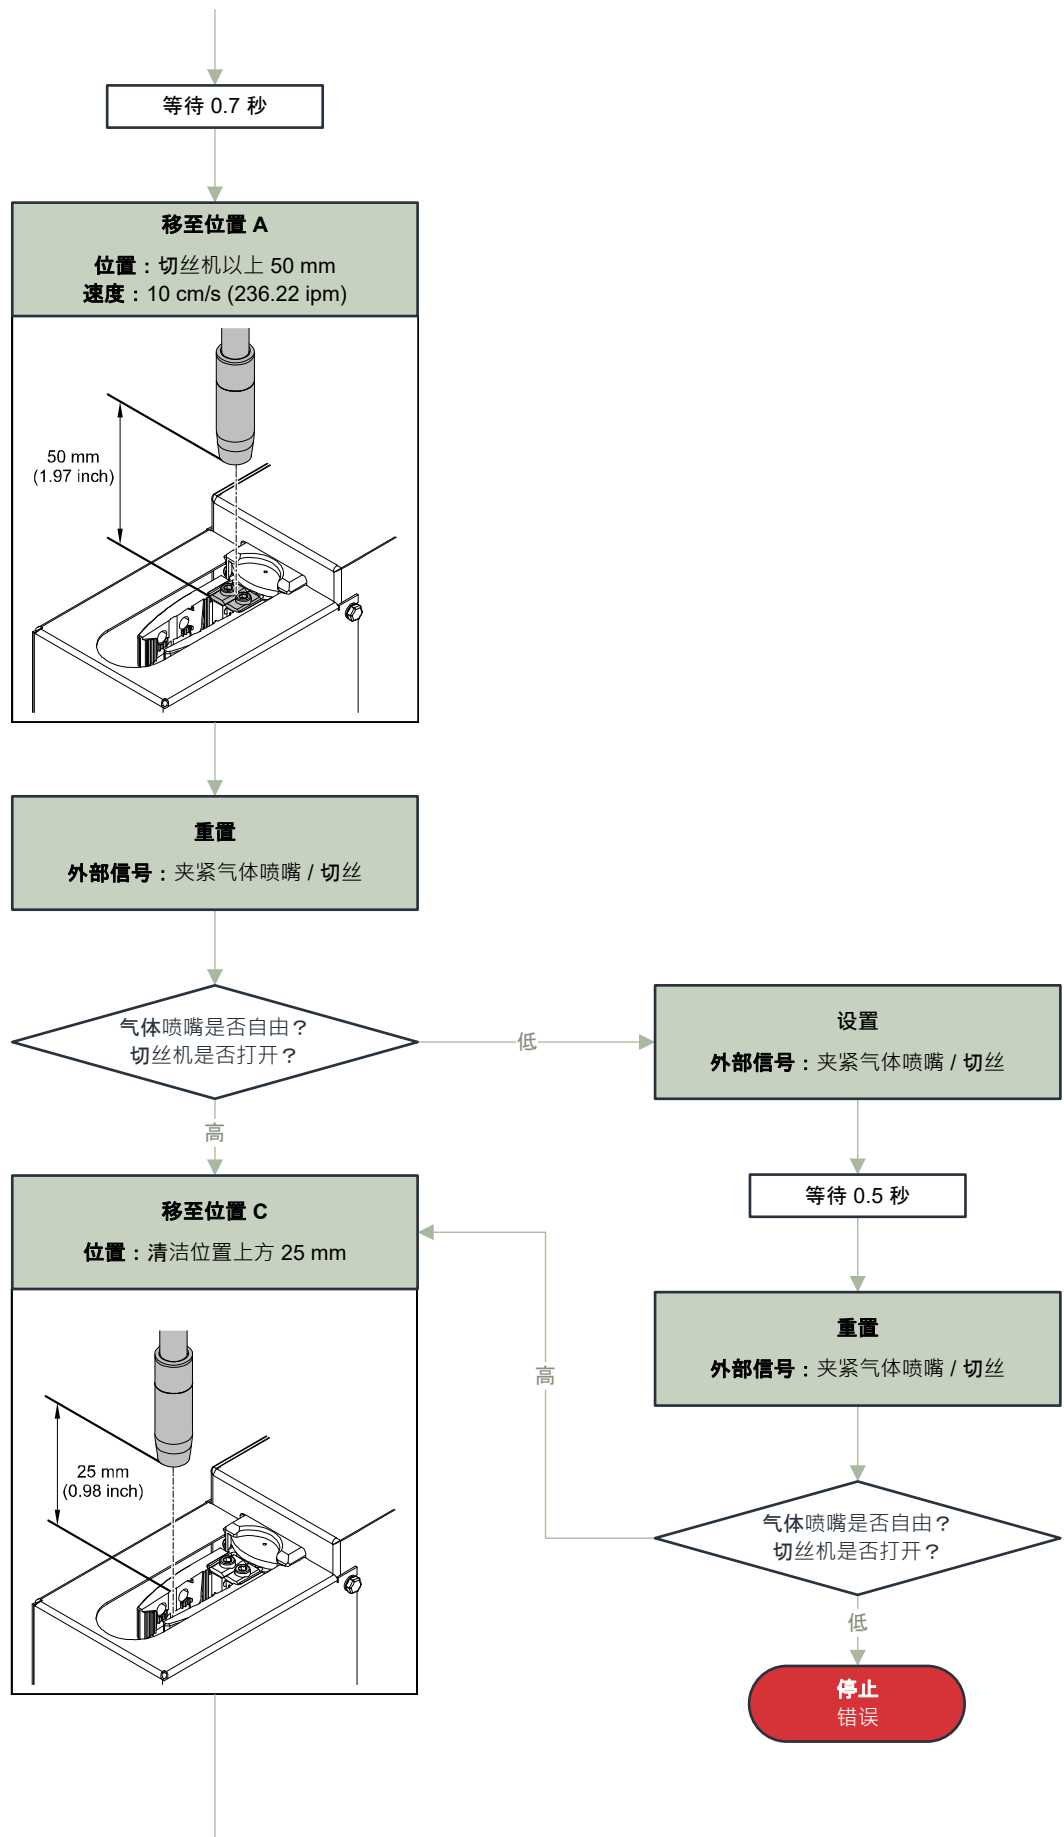 等待 0.7 秒
移至位置 A
位置：切丝机以上 50 mm
速度：10 cm/s (236.22 ipm)
50 mm
(1.97 inch)
重置
外部信号：夹紧气体喷嘴 / 切丝
气体喷嘴是否自由？
切丝机是否打开？
低
设置
外部信号：夹紧气体喷嘴 / 切丝
高
等待 0.5 秒
移至位置 C
位置：清洁位置上方 25 mm
重置
外部信号：夹紧气体喷嘴 / 切丝
高
25 mm
(0.98 inch)
气体喷嘴是否自由？
切丝机是否打开？
低
停止
错误